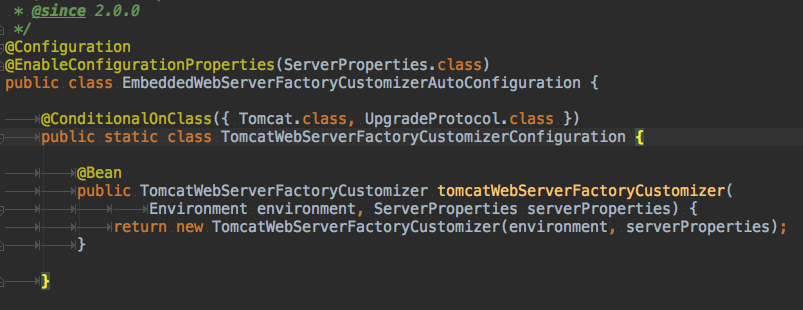 * @since 2.0.0
*/
@Configuration
@EnableConfigurationProperties(ServerProperties.class)
public class EmbeddedWebServerFactoryCustomizerAutoConfiguration {
@ConditionalOnClass({ Tomcat.class, UpgradeProtocol.class })
public static class TomcatWebServerFactoryCustomizerConfiguration {
@Bean
public TomcatWebServerFactoryCustomizer tomcatWebServerFactoryCustomizer(
Environment environment, ServerProperties serverProperties) {
return new TomcatWebServerFactoryCustomizer(environment, serverProperties);
}
}